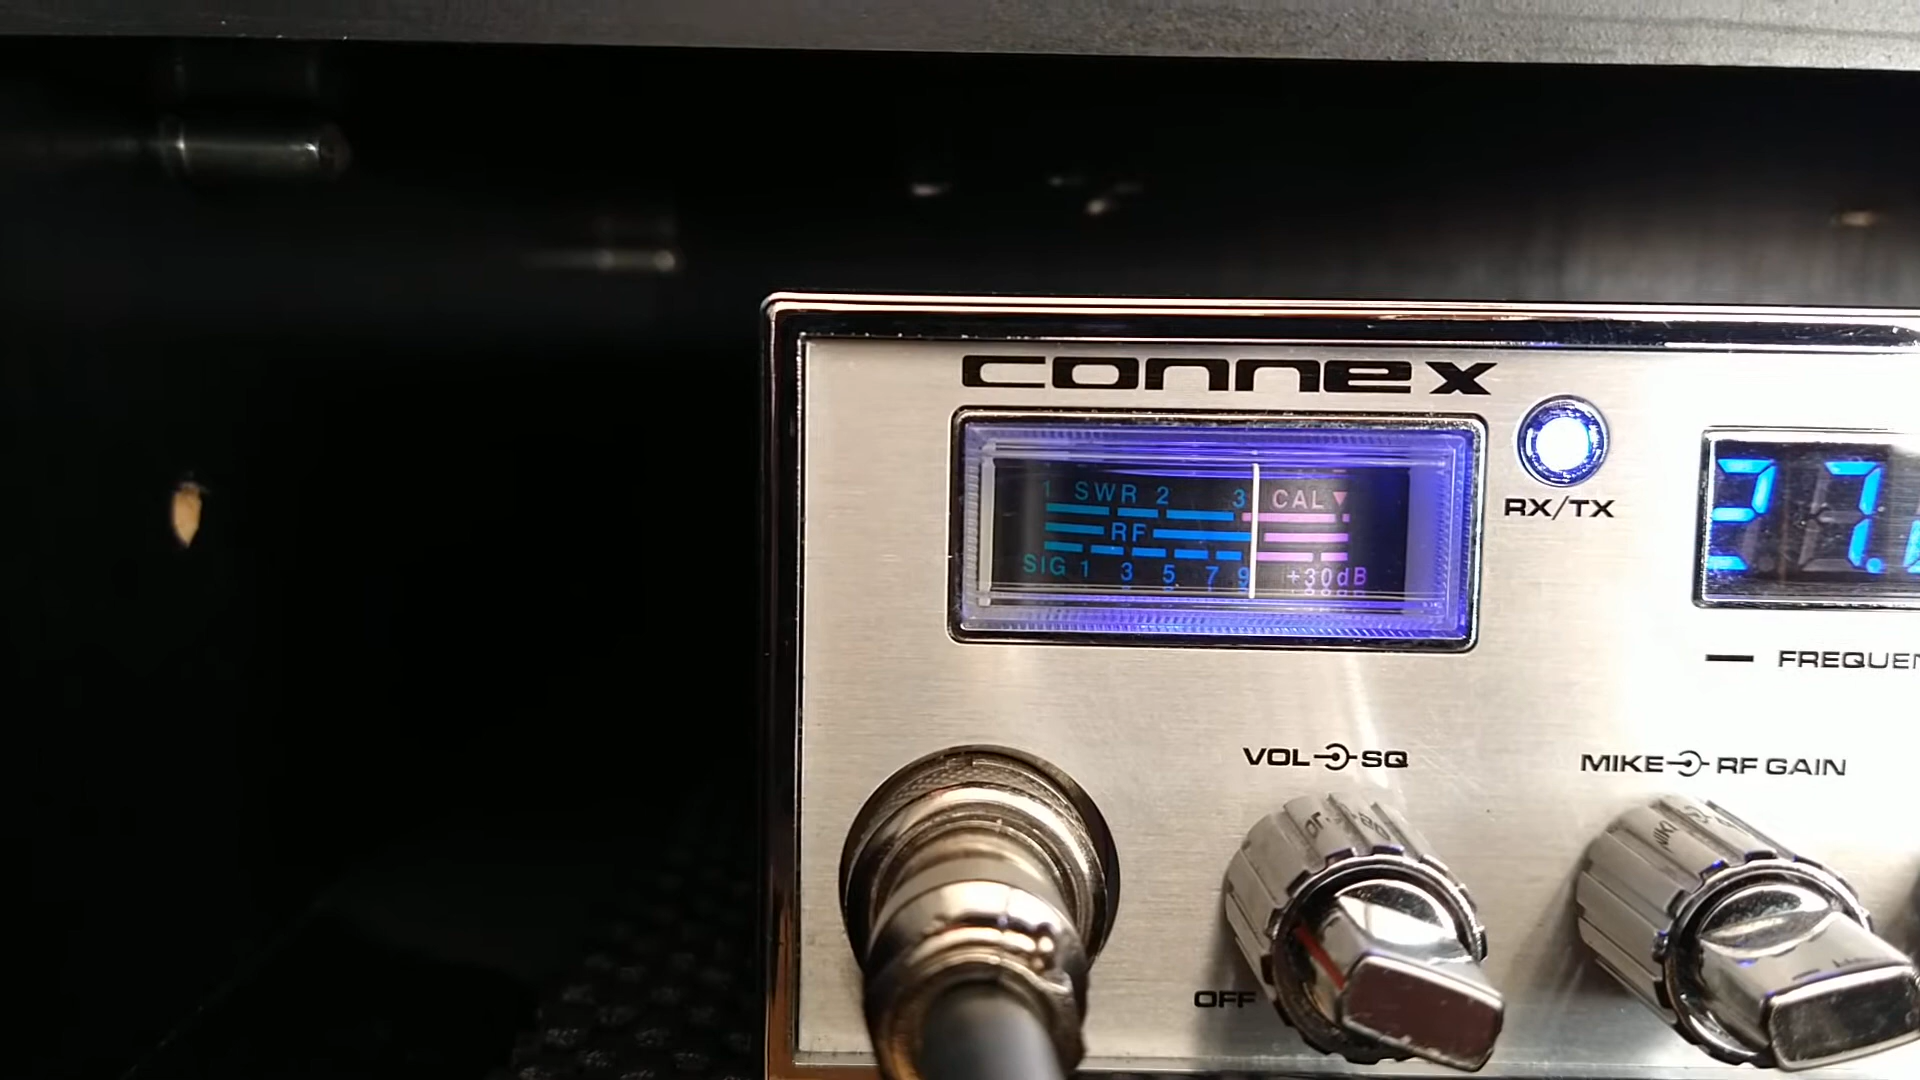 connex
1 SWR 2 3 CAL▼
RF
SIG 1 3 5 7 9 +30dB
RX/TX
27.
VOL SQ
MIKE RF GAIN
OFF